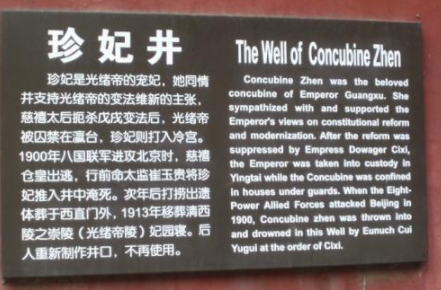 珍妃井
珍妃是光绪帝的宠妃，她同情
并支持光绪帝的变法维新的主张，
慈禧太后扼杀戊戌变法后，光绪帝
被囚禁在瀛台，珍妃则打入冷宫。
1900年八国联军进攻北京时，慈禧
仓皇出逃，行前命太监崔玉贵将珍
妃推入井中淹死。次年后打捞出遗
体葬于西直门外，1913年移葬清西
陵之崇陵（光绪帝陵）妃园寝。后
人重新制作井口，不再使用。
The Well of Concubine Zhen
Concubine Zhen was the beloved
concubine of Emperor Guangxu. She
sympathized with and supported the
Emperor's views on constitutional reform
and modernization. After the reform was
suppressed by Empress Dowager Cixi,
the Emperor was taken into custody in
Yingtai while the Concubine was confined
in houses under guards. When the Eight-
Power Allied Forces attacked Beijing in
1900, Concubine zhen was thrown into
and drowned in this Well by Eunuch Cui
Yugui at the order of Cixi.